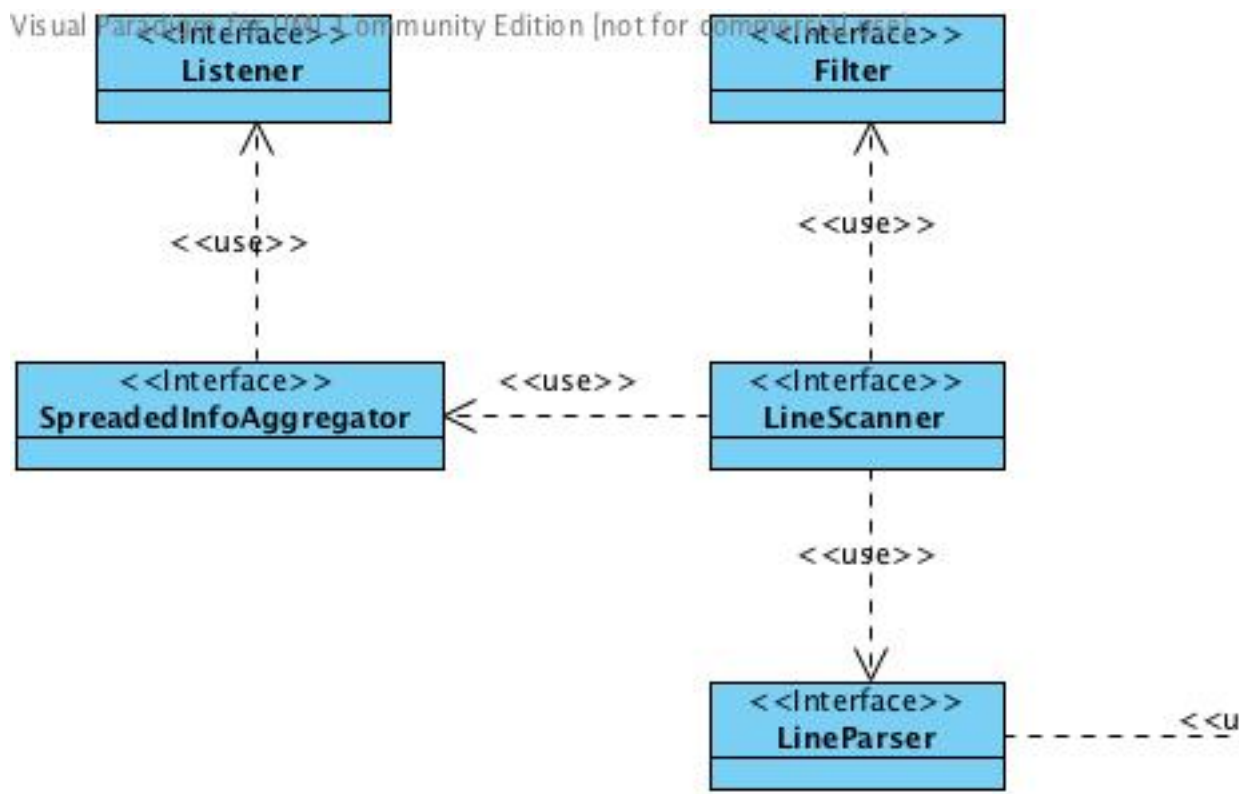 Visual Paradigm for UML Community Edition [not for commercial use]
<<Interface>>
Listener
<<Interface>>
Filter
<<use>>
<<use>>
<<Interface>>
SpreadedInfoAggregator
<<use>>
<<Interface>>
LineScanner
<<use>>
<<Interface>>
LineParser
<<u